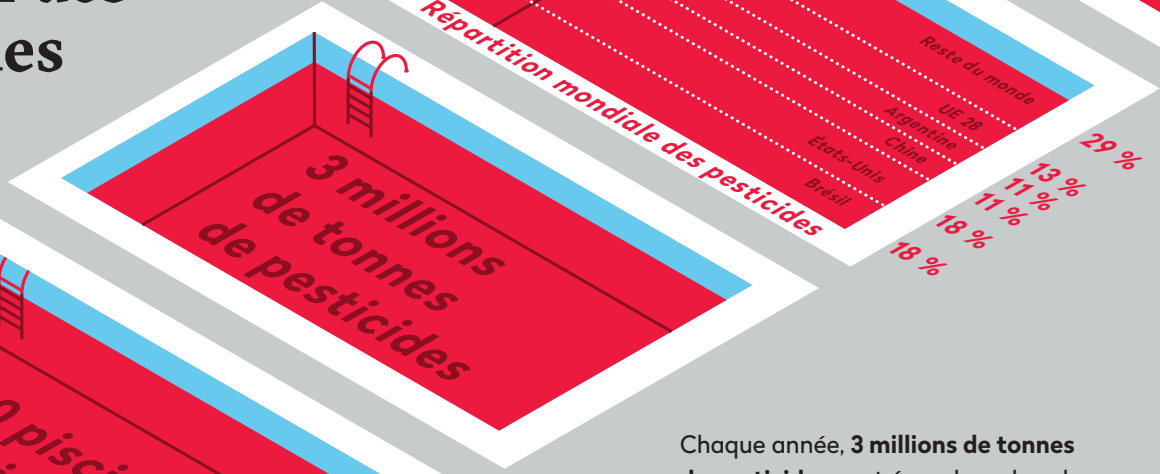 Répartition mondiale des pesticides
Reste du monde
29 %
UE 28
13 %
Argentine
11 %
Chine
11 %
États-Unis
18 %
Brésil
18 %
3 millions
de tonnes
de pesticides
Chaque année, 3 millions de tonnes